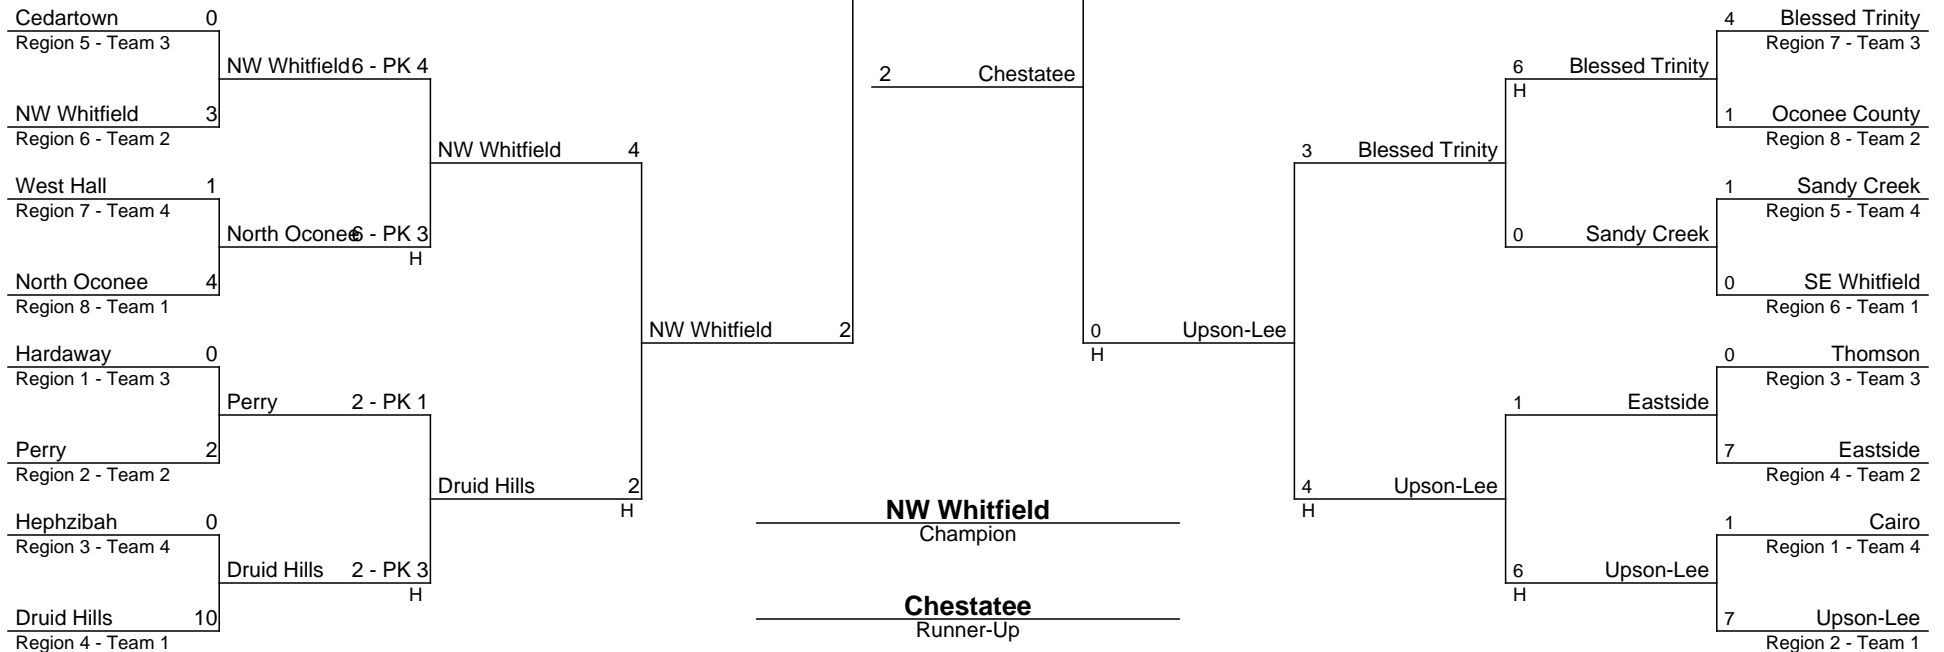 Cedartown 0
Region 5 - Team 3
NW Whitfield 6 - PK 4
NW Whitfield 3
Region 6 - Team 2
NW Whitfield 4
West Hall 1
Region 7 - Team 4
North Oconee 6 - PK 3
H
North Oconee 4
Region 8 - Team 1
NW Whitfield 2
Hardaway 0
Region 1 - Team 3
Perry 2 - PK 1
Perry 2
Region 2 - Team 2
Druid Hills 2
H
Hephzibah 0
Region 3 - Team 4
Druid Hills 2 - PK 3
H
Druid Hills 10
Region 4 - Team 1
2 Chestatee
NW Whitfield
Champion
Chestatee
Runner-Up
4 Blessed Trinity
Region 7 - Team 3
6 Blessed Trinity
H
1 Oconee County
Region 8 - Team 2
3 Blessed Trinity
1 Sandy Creek
Region 5 - Team 4
0 Sandy Creek
0 SE Whitfield
Region 6 - Team 1
0 Upson-Lee
H
0 Thomson
Region 3 - Team 3
1 Eastside
7 Eastside
Region 4 - Team 2
4 Upson-Lee
H
1 Cairo
Region 1 - Team 4
6 Upson-Lee
H
7 Upson-Lee
Region 2 - Team 1